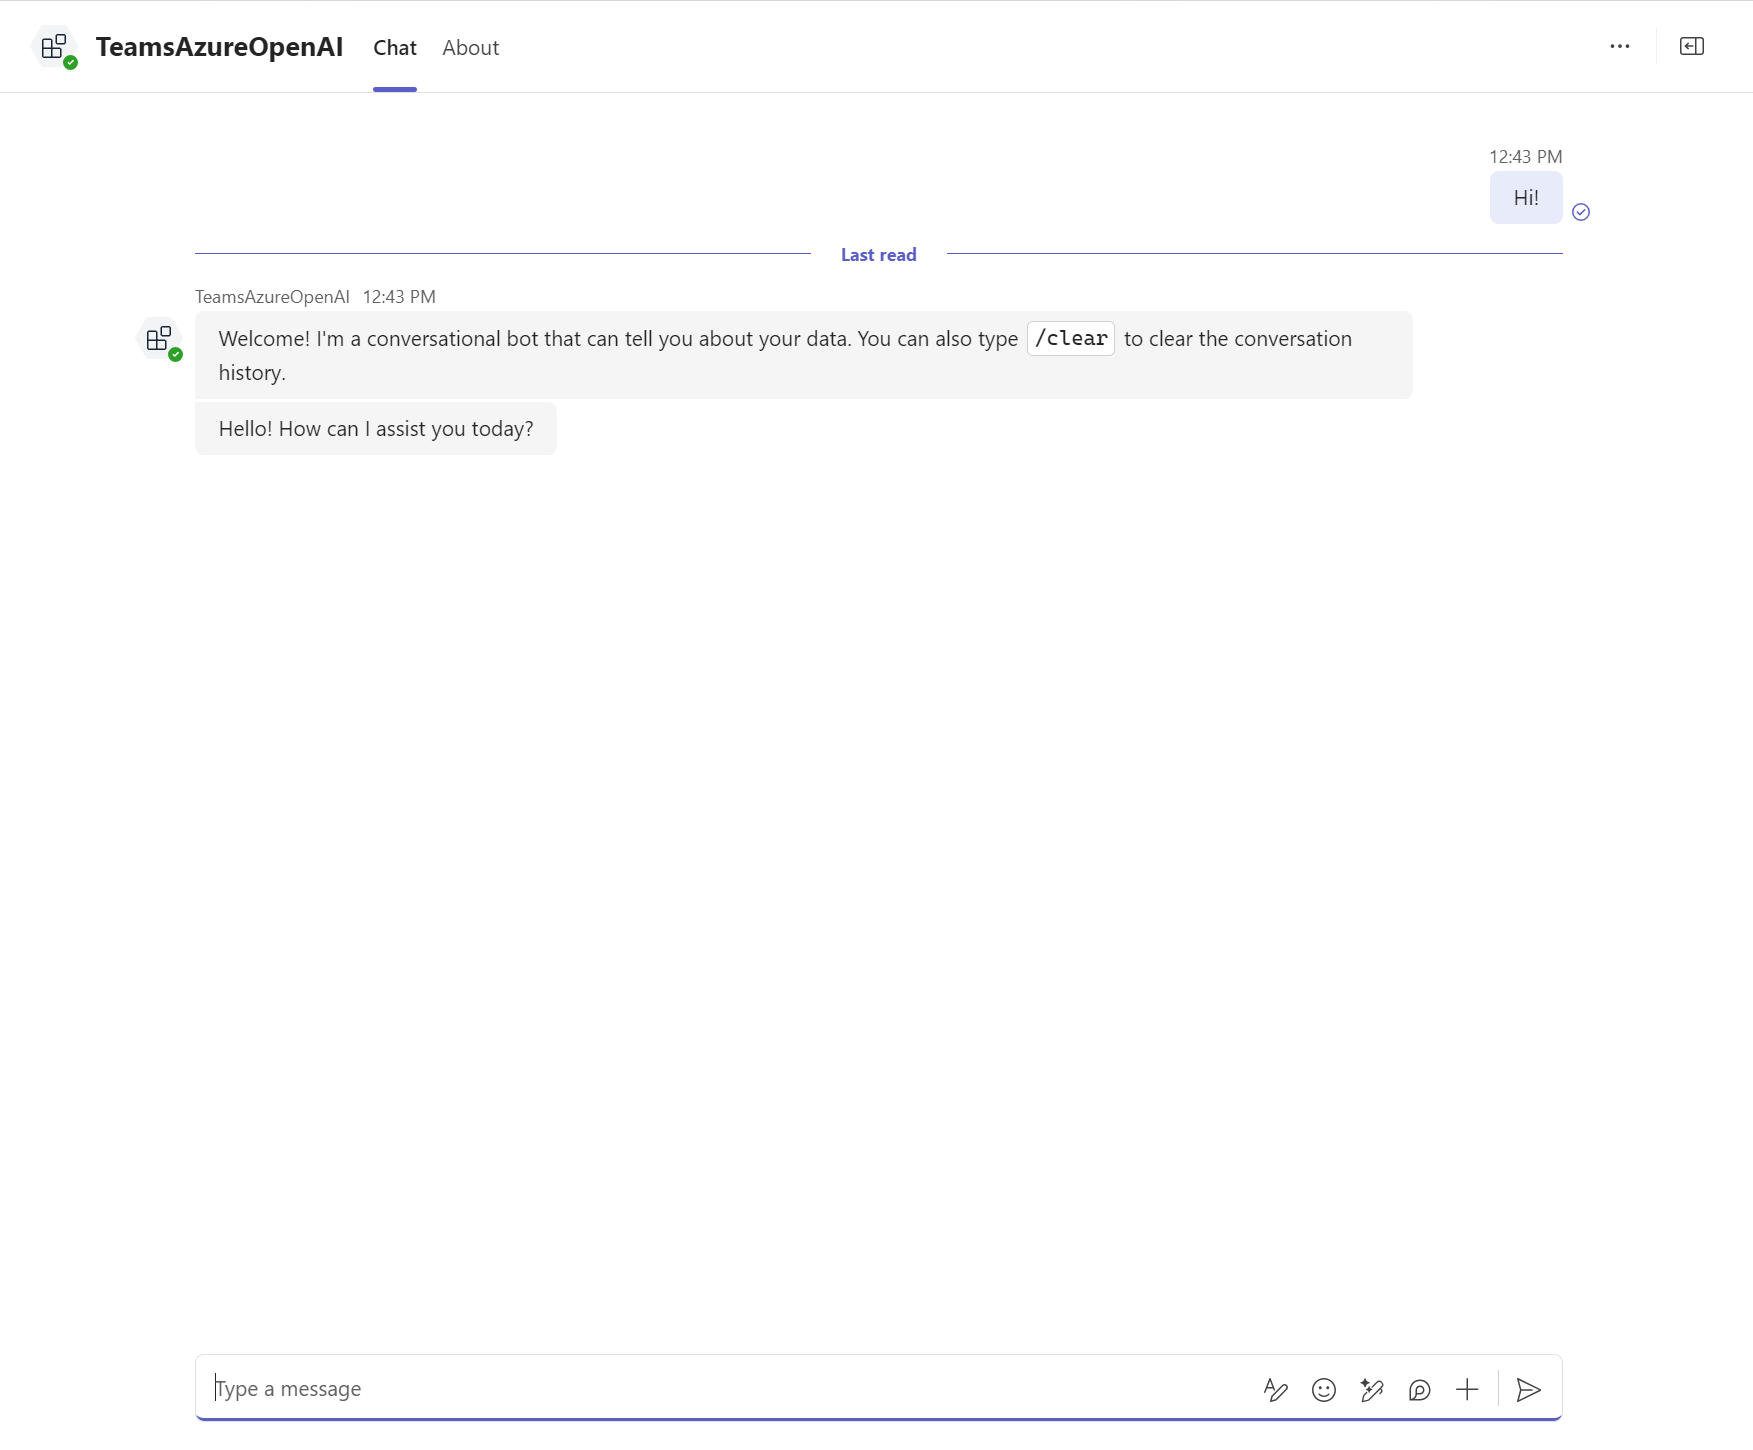 TeamsAzureOpenAI Chat About
12:43 PM
Hi!
Last read
TeamsAzureOpenAI 12:43 PM
Welcome! I'm a conversational bot that can tell you about your data. You can also type /clear to clear the conversation
history.
Hello! How can I assist you today?
Type a message